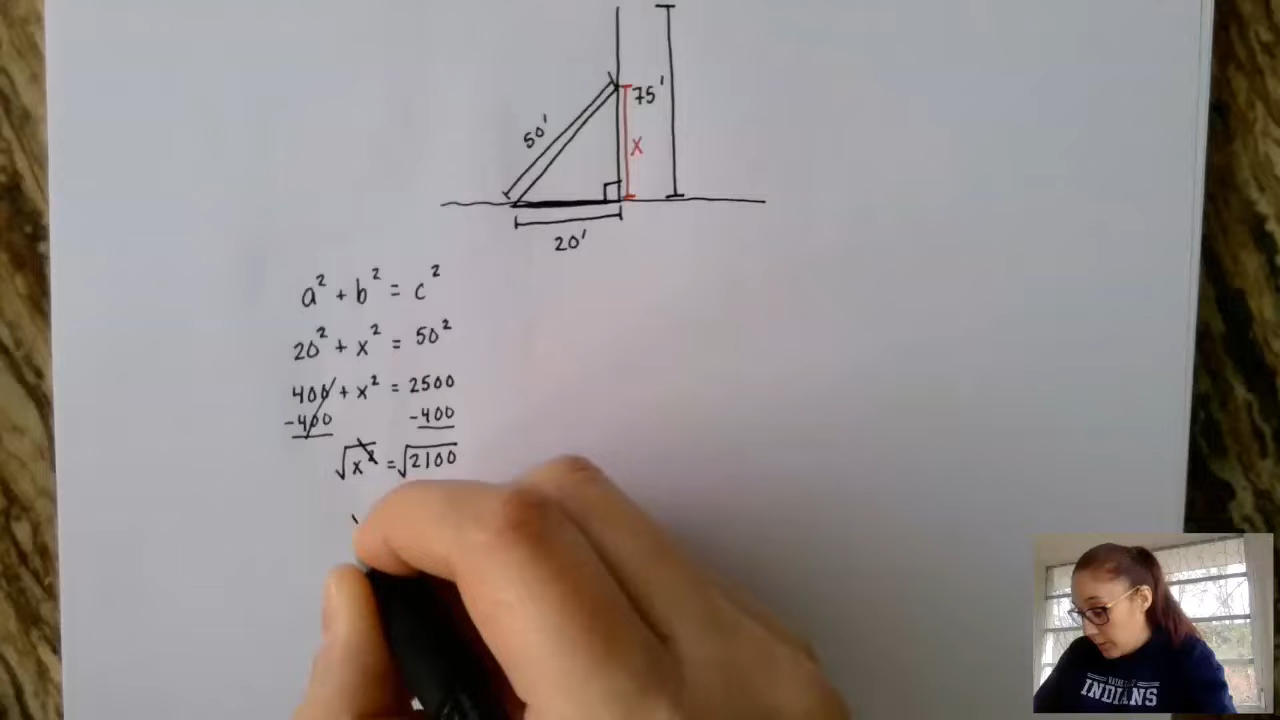 75'
50'
x
20'
a² + b² = c²
20² + x² = 50²
400 + x² = 2500
-400 -400
√x² = √2100
INDIANS